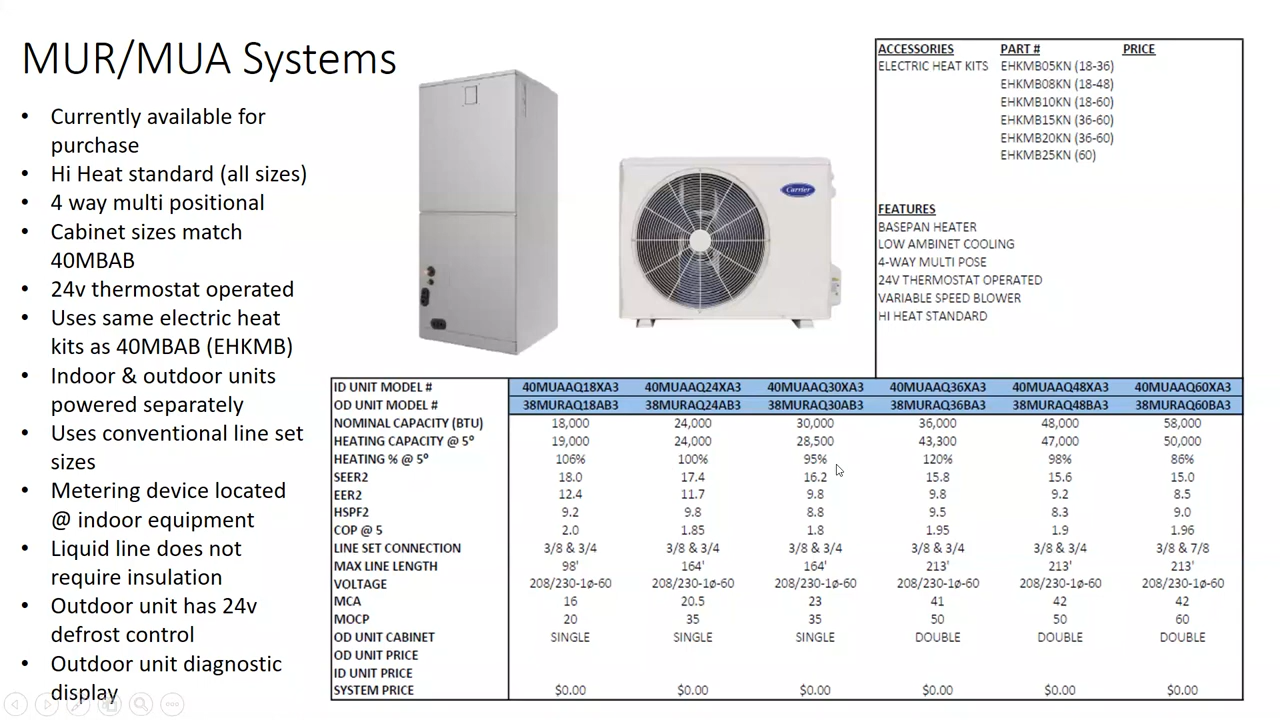 MUR/MUA Systems
• Currently available for
purchase
• Hi Heat standard (all sizes)
• 4 way multi positional
• Cabinet sizes match
40MBAB
• 24v thermostat operated
• Uses same electric heat
kits as 40MBAB (EHKMB)
• Indoor & outdoor units
powered separately
• Uses conventional line set
sizes
• Metering device located
@ indoor equipment
• Liquid line does not
require insulation
• Outdoor unit has 24v
defrost control
• Outdoor unit diagnostic
display
Carrier
ACCESSORIES PART # PRICE
ELECTRIC HEAT KITS EHKMB05KN (18-36)
EHKMB08KN (18-48)
EHKMB10KN (18-60)
EHKMB15KN (36-60)
EHKMB20KN (36-60)
EHKMB25KN (60)
FEATURES
BASEPAN HEATER
LOW AMBINET COOLING
4-WAY MULTI POSE
24V THERMOSTAT OPERATED
VARIABLE SPEED BLOWER
HI HEAT STANDARD
ID UNIT MODEL # 40MUAAQ18XA3 40MUAAQ24XA3 40MUAAQ30XA3 40MUAAQ36XA3 40MUAAQ48XA3 40MUAAQ60XA3
OD UNIT MODEL # 38MURAQ18AB3 38MURAQ24AB3 38MURAQ30AB3 38MURAQ36BA3 38MURAQ48BA3 38MURAQ60BA3
NOMINAL CAPACITY (BTU) 18,000 24,000 30,000 36,000 48,000 58,000
HEATING CAPACITY @ 5º 19,000 24,000 28,500 43,300 47,000 50,000
HEATING % @ 5º 106% 100% 95% 120% 98% 86%
SEER2 18.0 17.4 16.2 15.8 15.6 15.0
EER2 12.4 11.7 9.8 9.8 9.2 8.5
HSPF2 9.2 9.8 8.8 9.5 8.3 9.0
COP @ 5 2.0 1.85 1.8 1.95 1.9 1.96
LINE SET CONNECTION 3/8 & 3/4 3/8 & 3/4 3/8 & 3/4 3/8 & 3/4 3/8 & 3/4 3/8 & 7/8
MAX LINE LENGTH 98' 164' 164' 213' 213' 213'
VOLTAGE 208/230-1ø-60 208/230-1ø-60 208/230-1ø-60 208/230-1ø-60 208/230-1ø-60 208/230-1ø-60
MCA 16 20.5 23 41 42 42
MOCP 20 35 35 50 50 60
OD UNIT CABINET SINGLE SINGLE SINGLE DOUBLE DOUBLE DOUBLE
OD UNIT PRICE
ID UNIT PRICE
SYSTEM PRICE $0.00 $0.00 $0.00 $0.00 $0.00 $0.00